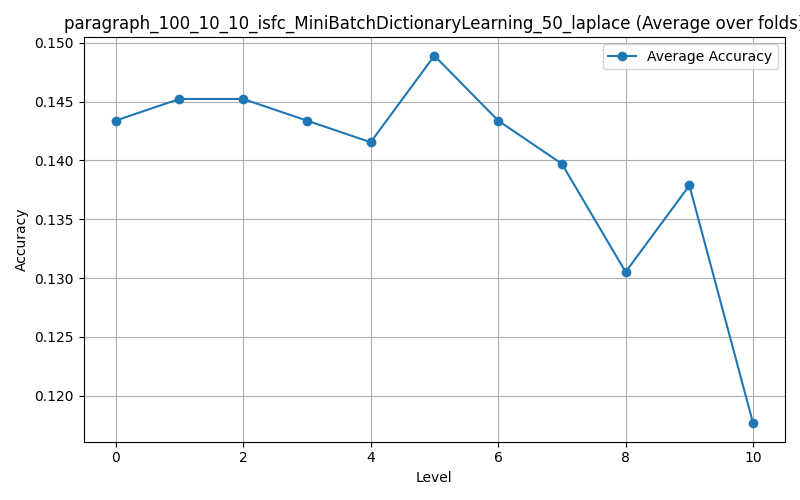 paragraph_100_10_10_isfc_MiniBatchDictionaryLearning_50_laplace (Average over folds)
Average Accuracy
0.150
0.145
0.140
0.135
0.130
0.125
0.120
Accuracy
0 2 4 6 8 10
Level